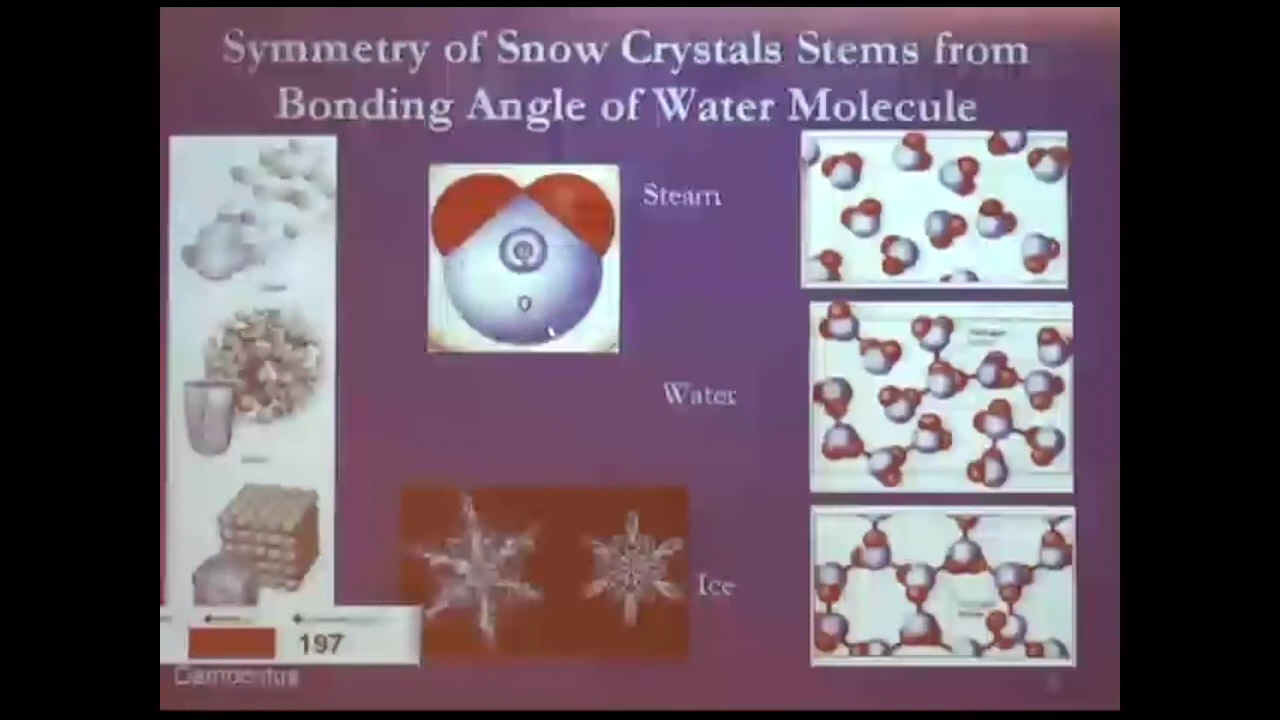 Symmetry of Snow Crystals Stems from
Bonding Angle of Water Molecule
Steam
O
Water
Ice
197